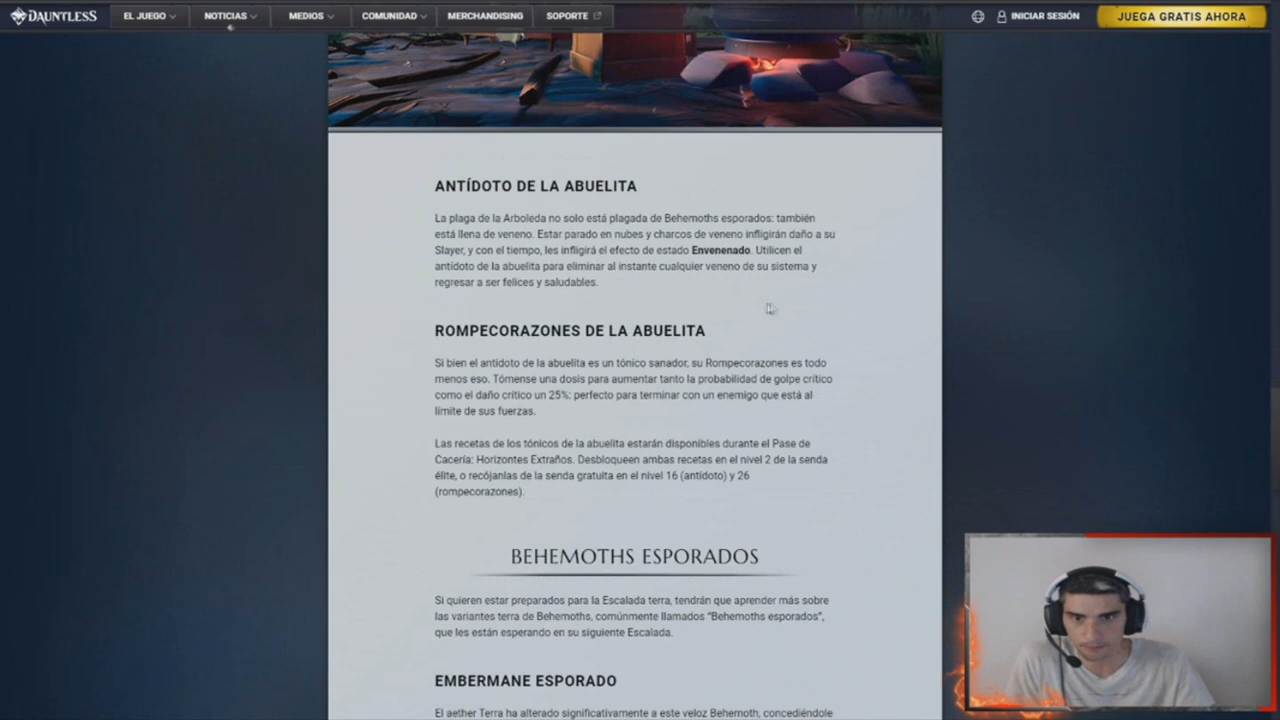 DAUNTLESS EL JUEGO NOTICIAS MEDIOS COMUNIDAD MERCHANDISING SOPORTE INICIAR SESIÓN JUEGA GRATIS AHORA
ANTÍDOTO DE LA ABUELITA
La plaga de la Arboleda no solo está plagada de Behemoths esporados: también
está llena de veneno. Estar parado en nubes y charcos de veneno infligirán daño a su
Slayer, y con el tiempo, les infligirá el efecto de estado Envenenado. Utilicen el
antídoto de la abuelita para eliminar al instante cualquier veneno de su sistema y
regresar a ser felices y saludables.
ROMPECORAZONES DE LA ABUELITA
Si bien el antídoto de la abuelita es un tónico sanador, su Rompecorazones es todo
menos eso. Tómense una dosis para aumentar tanto la probabilidad de golpe crítico
como el daño crítico un 25%: perfecto para terminar con un enemigo que está al
límite de sus fuerzas.
Las recetas de los tónicos de la abuelita estarán disponibles durante el Pase de
Cacería: Horizontes Extraños. Desbloqueen ambas recetas en el nivel 2 de la senda
élite, o recójanlas de la senda gratuita en el nivel 16 (antídoto) y 26
(rompecorazones).
BEHEMOTHS ESPORADOS
Si quieren estar preparados para la Escalada terra, tendrán que aprender más sobre
las variantes terra de Behemoths, comúnmente llamados “Behemoths esporados”,
que les están esperando en su siguiente Escalada.
EMBERMANE ESPORADO
El aether Terra ha alterado significativamente a este veloz Behemoth, concediéndole